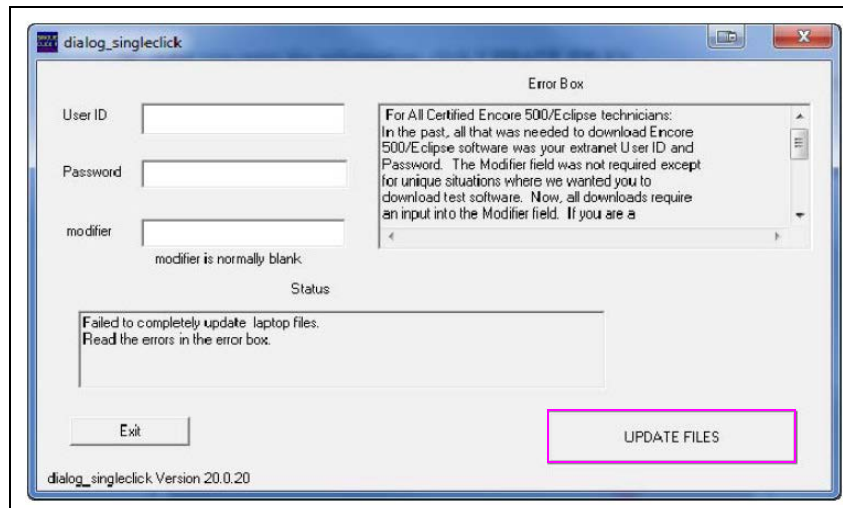 dialog_singleclick
Error Box
User ID
For All Certified Encore 500/Eclipse technicians:
In the past, all that was needed to download Encore
500/Eclipse software was your extranet User ID and
Password. The Modifier field was not required except
for unique situations where we wanted you to
download test software. Now, all downloads require
an input into the Modifier field. If you are a
Password
modifier
modifier is normally blank
Status
Failed to completely update laptop files.
Read the errors in the error box.
Exit
UPDATE FILES
dialog_singleclick Version 20.0.20